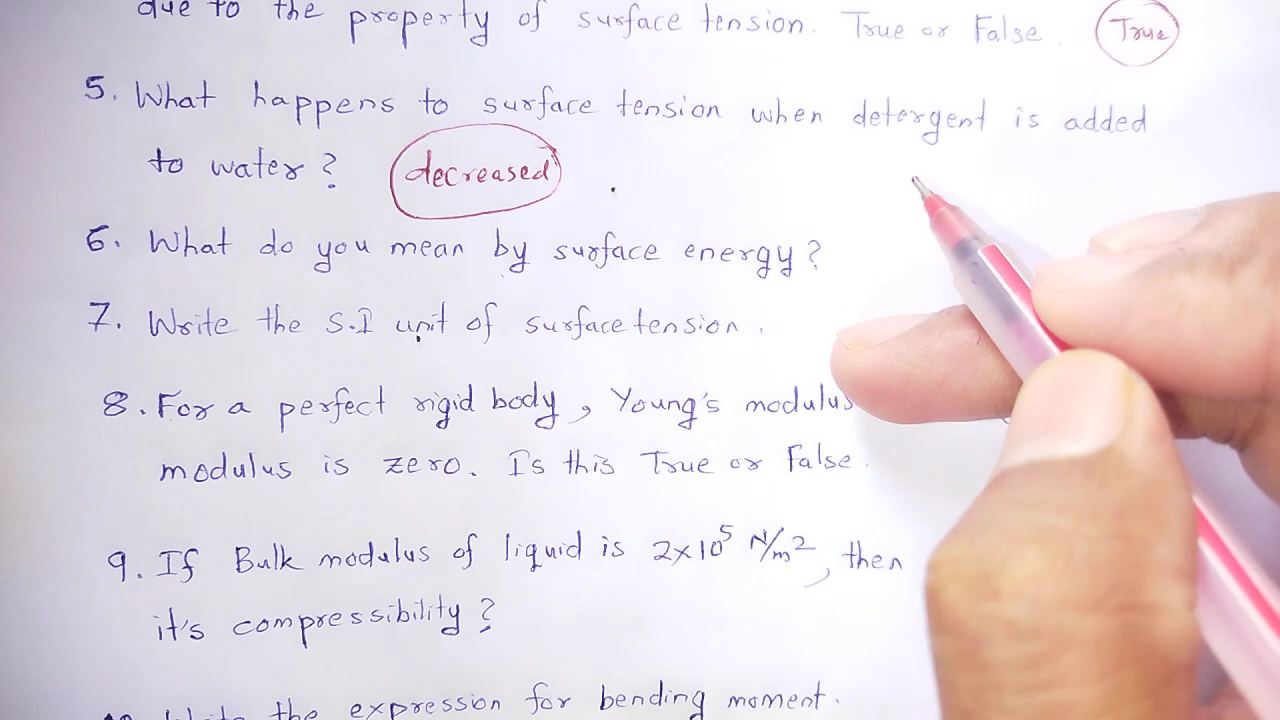 due to the property of surface tension. True or False. True
5. What happens to surface tension when detergent is added
to water? decreased
6. What do you mean by surface energy?
7. Write the S.I unit of surface tension.
8. For a perfect rigid body, Young's modulus
modulus is zero. Is this True or False.
9. If Bulk modulus of liquid is 2×10⁵ N/m², then
it's compressibility?
the expression for bending moment.